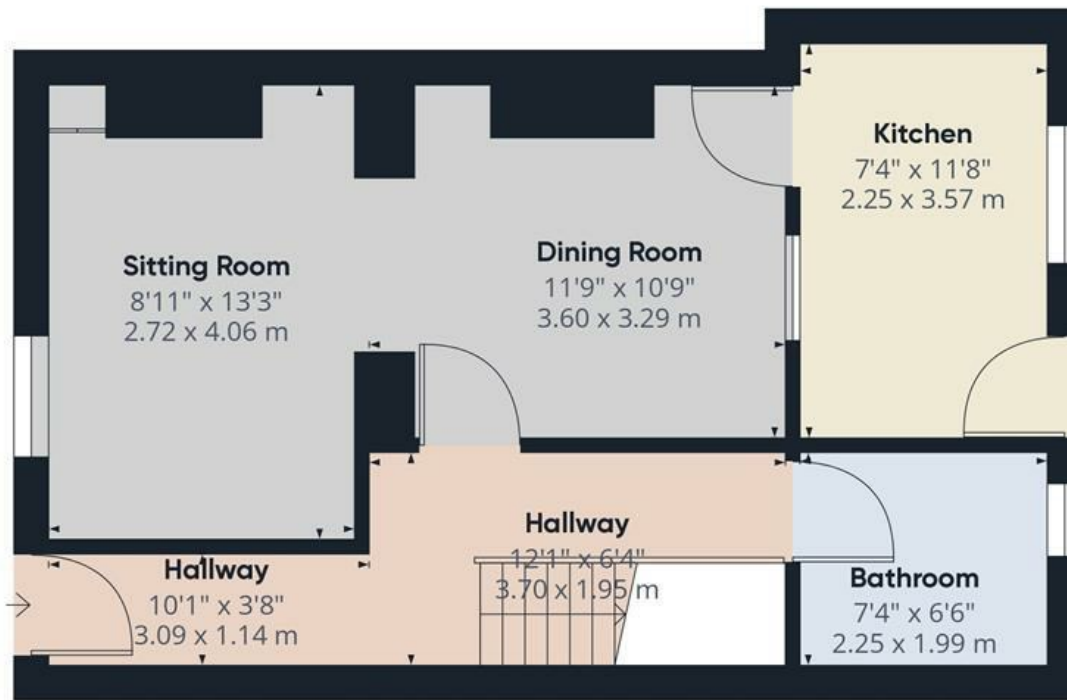 Kitchen
7'4" x 11'8"
2.25 x 3.57 m
Sitting Room
8'11" x 13'3"
2.72 x 4.06 m
Dining Room
11'9" x 10'9"
3.60 x 3.29 m
Hallway
12'1" x 6'4"
3.70 x 1.95 m
Hallway
10'1" x 3'8"
3.09 x 1.14 m
Bathroom
7'4" x 6'6"
2.25 x 1.99 m